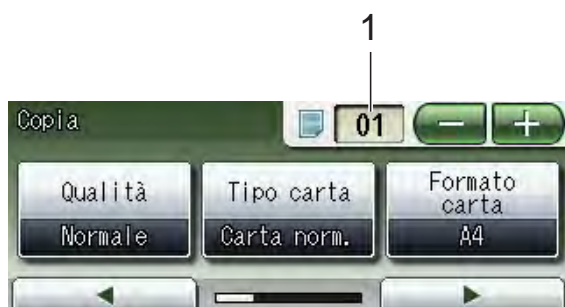 1
Copia
01
Qualità
Normale
Tipo carta
Carta norm.
Formato
carta
A4